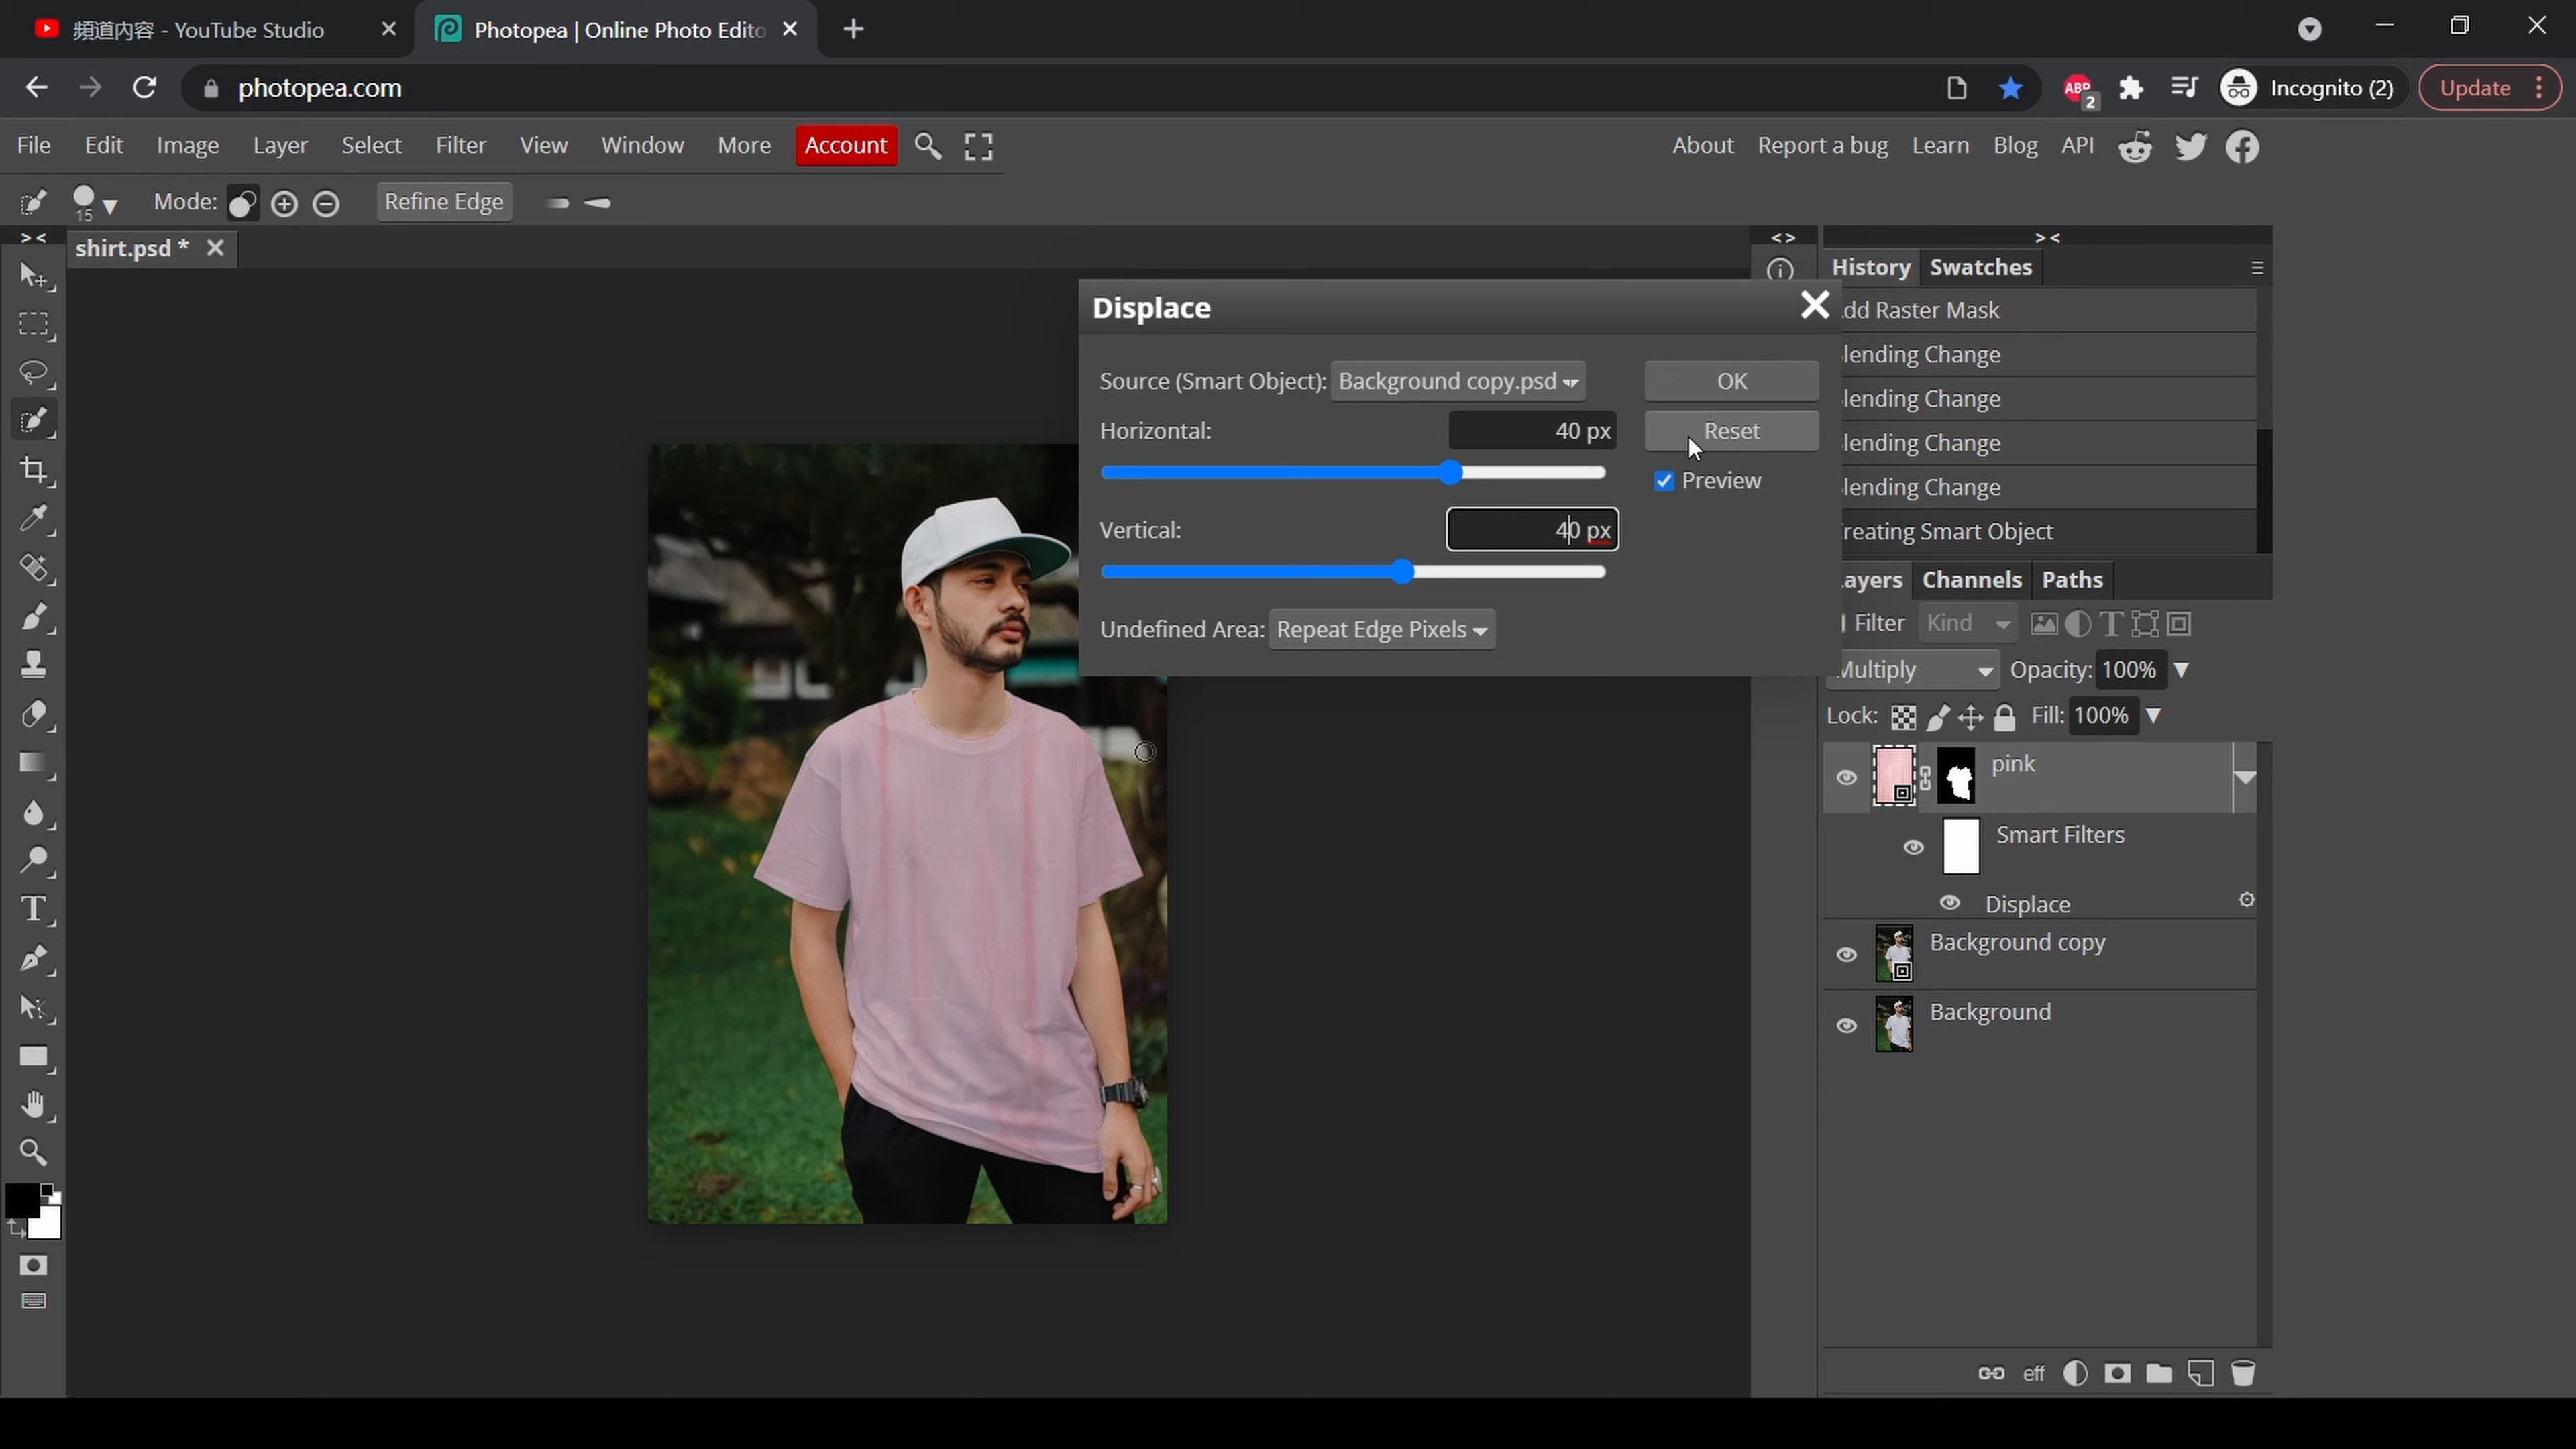 頻道內容 - YouTube Studio
Photopea | Online Photo Edito
photopea.com
ABP
2
Incognito (2)
Update
File Edit Image Layer Select Filter View Window More Account
About Report a bug Learn Blog API
15
Mode:
Refine Edge
> <
shirt.psd *
< >
> <
History Swatches
dd Raster Mask
lending Change
lending Change
lending Change
lending Change
reating Smart Object
Displace
Source (Smart Object): Background copy.psd
OK
Horizontal: 40 px
Reset
Preview
Vertical: 40 px
Undefined Area: Repeat Edge Pixels
ayers Channels Paths
Filter Kind
Multiply Opacity: 100%
Lock: Fill: 100%
pink
Smart Filters
Displace
Background copy
Background
eff